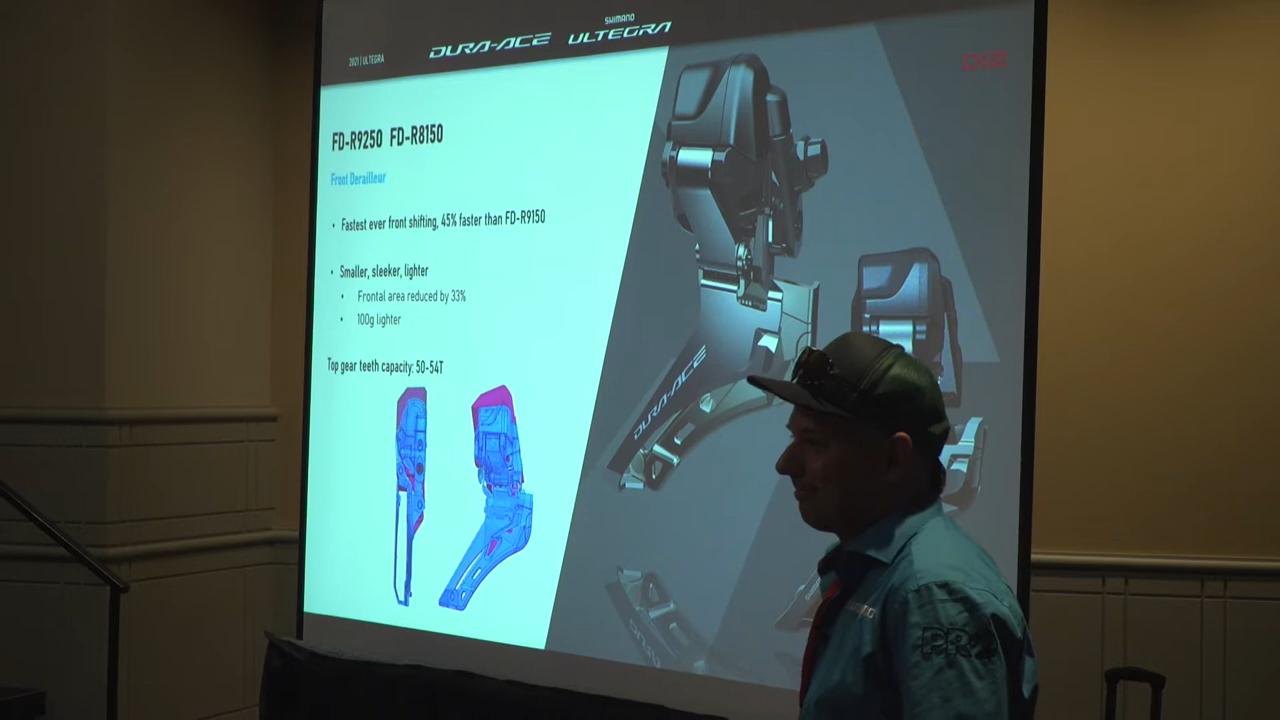 2021 | ULTEGRA
DURA-ACE
SHIMANO
ULTEGRA
FD-R9250 FD-R8150
Front Derailleur
• Fastest ever front shifting, 45% faster than FD-R9150
• Smaller, sleeker, lighter
• Frontal area reduced by 33%
• 100g lighter
Top gear teeth capacity: 50-54T
DURA-ACE